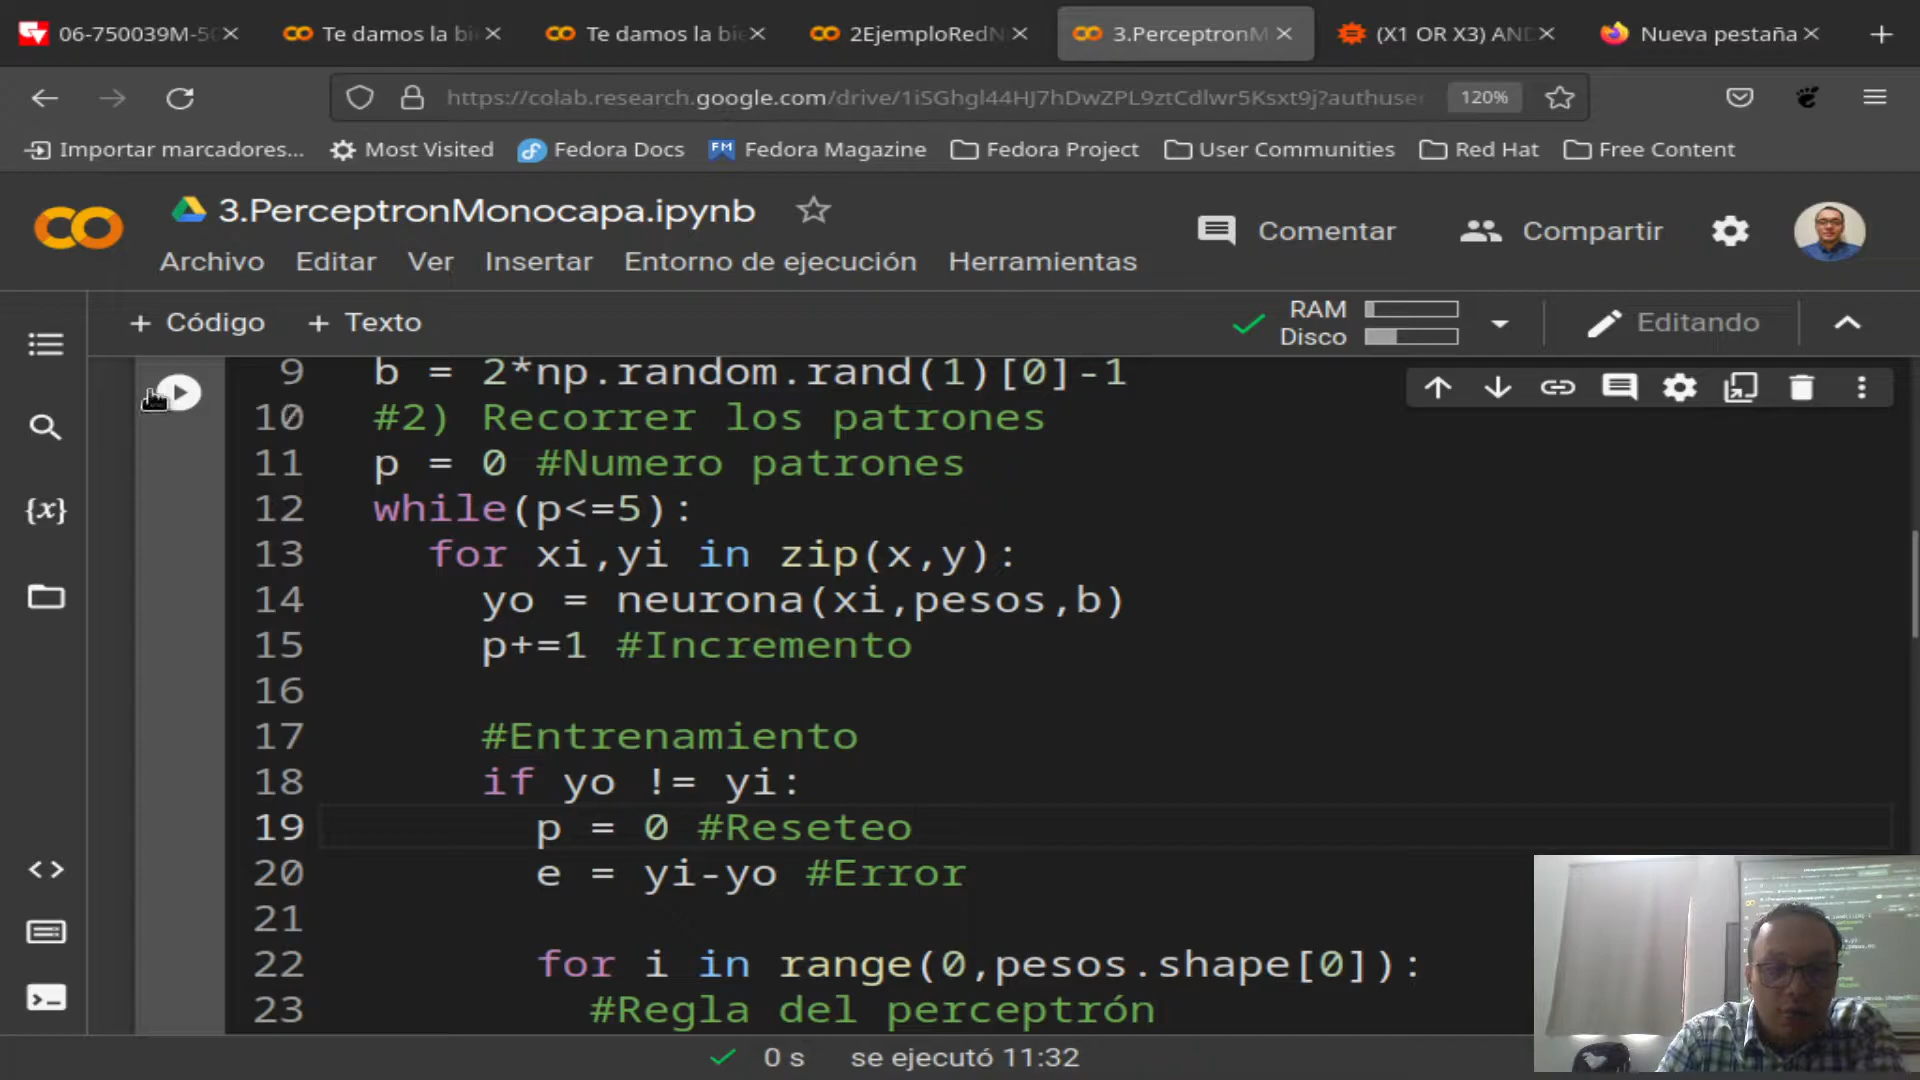 06-750039M-50
Te damos la bi
Te damos la bie
2EjemploRedN
3.PerceptronM
(X1 OR X3) AND
Nueva pestaña
https://colab.research.google.com/drive/1iSGhgl44HJ7hDwZPL9ztCdlwr5Ksxt9j?authuser
120%
Importar marcadores...
Most Visited
Fedora Docs
FM
Fedora Magazine
Fedora Project
User Communities
Red Hat
Free Content
3.PerceptronMonocapa.ipynb
Comentar
Compartir
Archivo
Editar
Ver
Insertar
Entorno de ejecución
Herramientas
+ Código
+ Texto
RAM
Disco
Editando
9 b = 2*np.random.rand(1)[0]-1
10 #2) Recorrer los patrones
11 p = 0 #Numero patrones
12 while(p<=5):
13 for xi,yi in zip(x,y):
14 yo = neurona(xi,pesos,b)
15 p+=1 #Incremento
16
17 #Entrenamiento
18 if yo != yi:
19 p = 0 #Reseteo
20 e = yi-yo #Error
21
22 for i in range(0,pesos.shape[0]):
23 #Regla del perceptrón
0 s se ejecutó 11:32